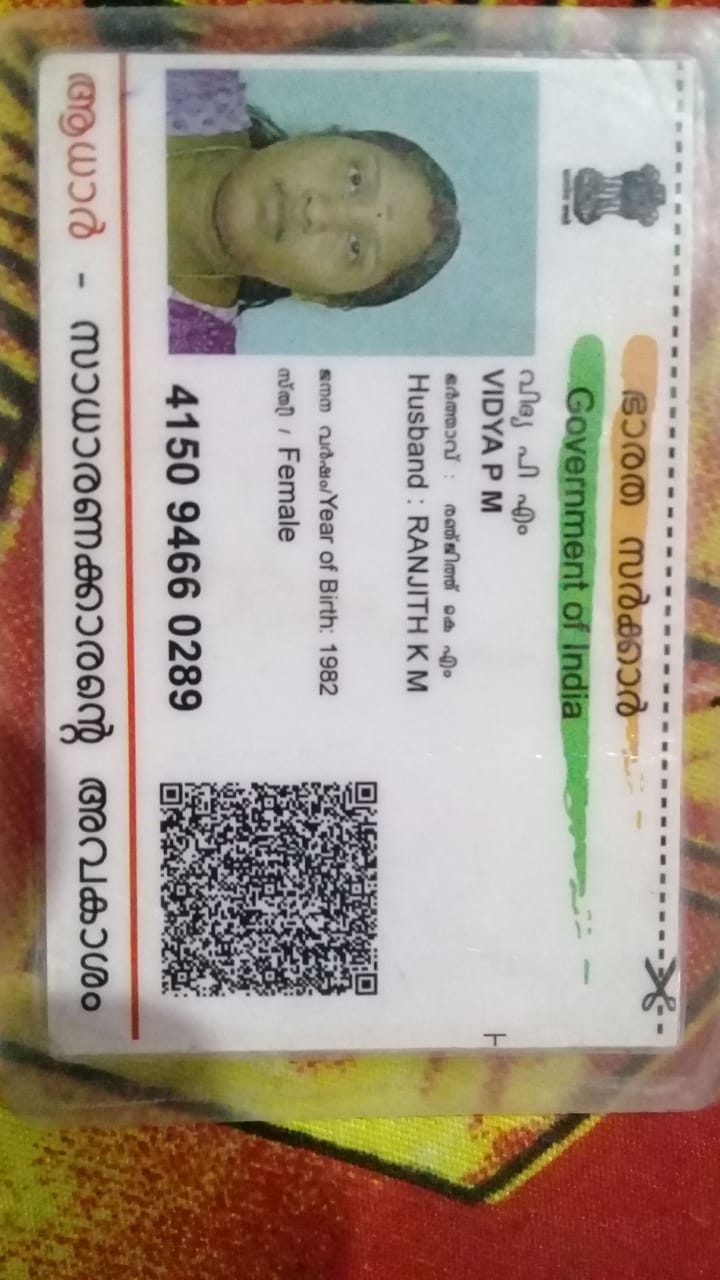 ഭാരത സർക്കാർ
Government of India
വിദ്യ പി എം
VIDYA P M
ഭർത്താവ് : രഞ്ജിത്ത് കെ എം
Husband : RANJITH K M
ജനന വർഷം/Year of Birth: 1982
സ്ത്രീ / Female
4150 9466 0289
ആധാർ - സാധാരണക്കാരന്റെ അവകാശം